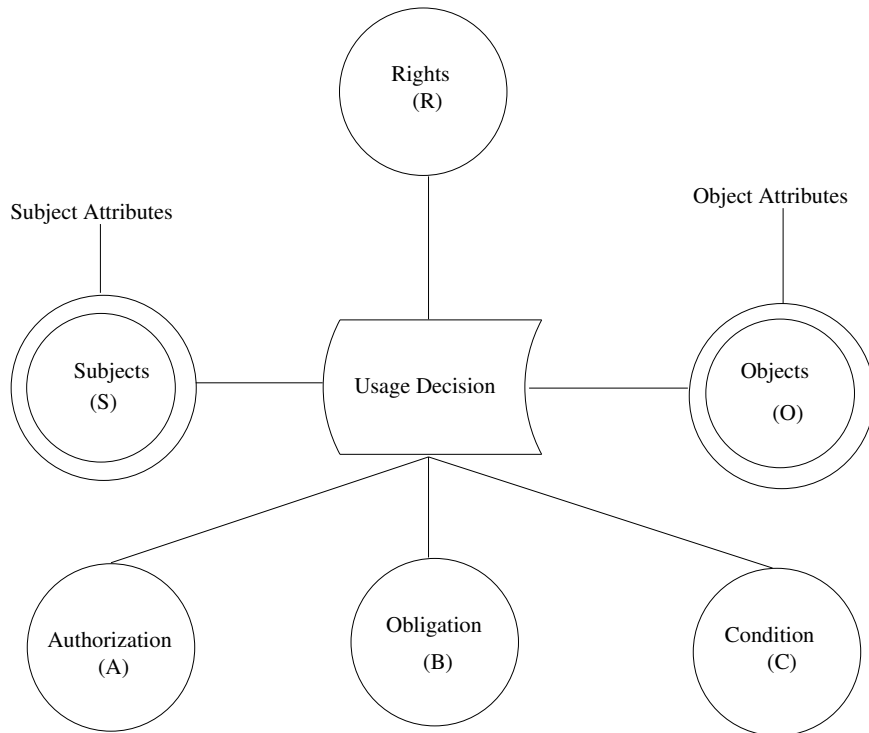 Rights
(R)
Subject Attributes
Object Attributes
Subjects
(S)
Usage Decision
Objects
(O)
Authorization
(A)
Obligation
(B)
Condition
(C)